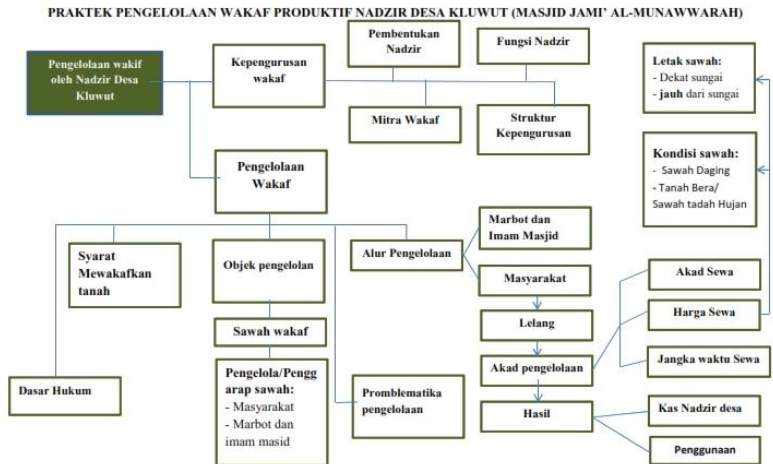 PRAKTEK PENGELOLAAN WAKAF PRODUKTIF NADZIR DESA KLUWUT (MASJID JAMI' AL-MUNAWWARAH)
Pengelolaan wakif
oleh Nadzir Desa
Kluwut
Kepengurusan
wakaf
Pembentukan
Nadzir
Fungsi Nadzir
Mitra Wakaf
Struktur
Kepengurusan
Letak sawah:
- Dekat sungai
- jauh dari sungai
Kondisi sawah:
- Sawah Daging
- Tanah Bera/
Sawah tadah Hujan
Pengelolaan
Wakaf
Syarat
Mewakafkan
tanah
Objek pengelolan
Alur Pengelolaan
Marbot dan
Imam Masjid
Masyarakat
Lelang
Akad pengelolaan
Hasil
Akad Sewa
Harga Sewa
Jangka waktu Sewa
Sawah wakaf
Pengelola/Pengg
arap sawah:
- Masyarakat
- Marbot dan
imam masid
Dasar Hukum
Promblematika
pengelolaan
Kas Nadzir desa
Penggunaan